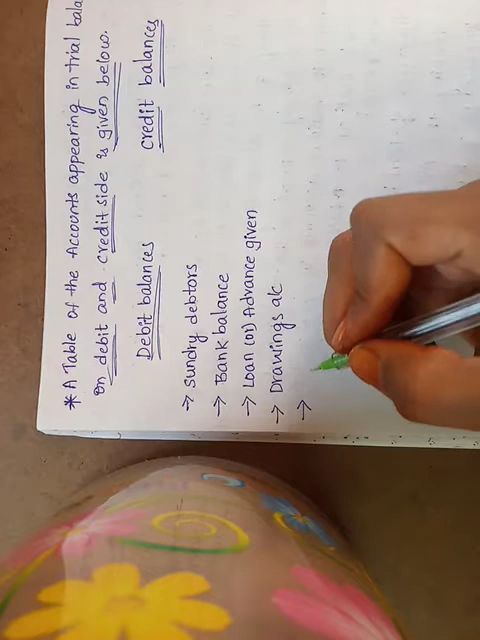 * A Table of the Accounts appearing in trial
on debit and credit side is given below.
Debit balances credit balances
→ Sundry debtors
→ Bank balance
→ Loan (or) Advance given
→ Drawings a/c
→